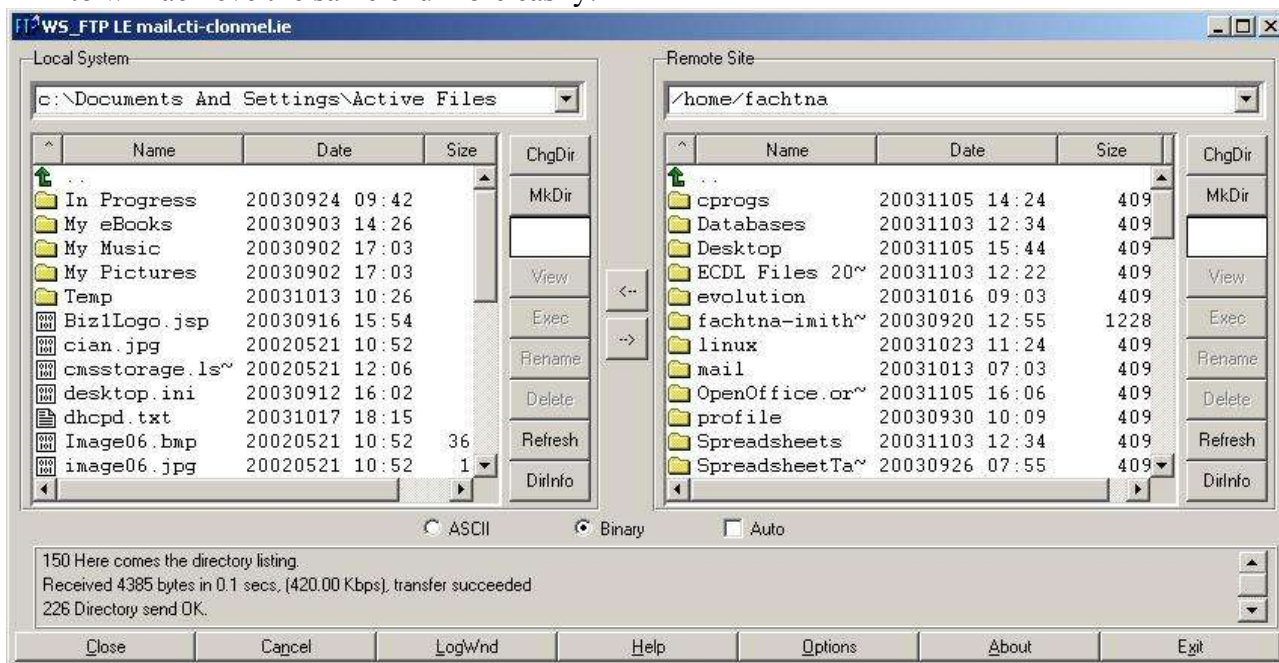 WS_FTP LE mail.cti-clonmel.ie
Local System
c:\Documents And Settings\Active Files
^ Name Date Size
..
In Progress 20030924 09:42
My eBooks 20030903 14:26
My Music 20030902 17:03
My Pictures 20030902 17:03
Temp 20031013 10:26
Biz1Logo.jsp 20030916 15:54
cian.jpg 20020521 10:52
cmsstorage.ls~ 20020521 12:06
desktop.ini 20030912 16:02
dhcpd.txt 20031017 18:15
Image06.bmp 20020521 10:52 36
image06.jpg 20020521 10:52 1
ChgDir
MkDir
View
Exec
Rename
Delete
Refresh
DirInfo
<--
-->
Remote Site
/home/fachtna
^ Name Date Size
..
cprogs 20031105 14:24 409
Databases 20031103 12:34 409
Desktop 20031105 15:44 409
ECDL Files 20~ 20031103 12:22 409
evolution 20031016 09:03 409
fachtna-imith~ 20030920 12:55 1228
linux 20031023 11:24 409
mail 20031013 07:03 409
OpenOffice.or~ 20031105 16:06 409
profile 20030930 10:09 409
Spreadsheets 20031103 12:34 409
SpreadsheetTa~ 20030926 07:55 409
ChgDir
MkDir
View
Exec
Rename
Delete
Refresh
DirInfo
ASCII Binary Auto
150 Here comes the directory listing.
Received 4385 bytes in 0.1 secs, (420.00 Kbps), transfer succeeded
226 Directory send OK.
Close Cancel LogWnd Help Options About Exit